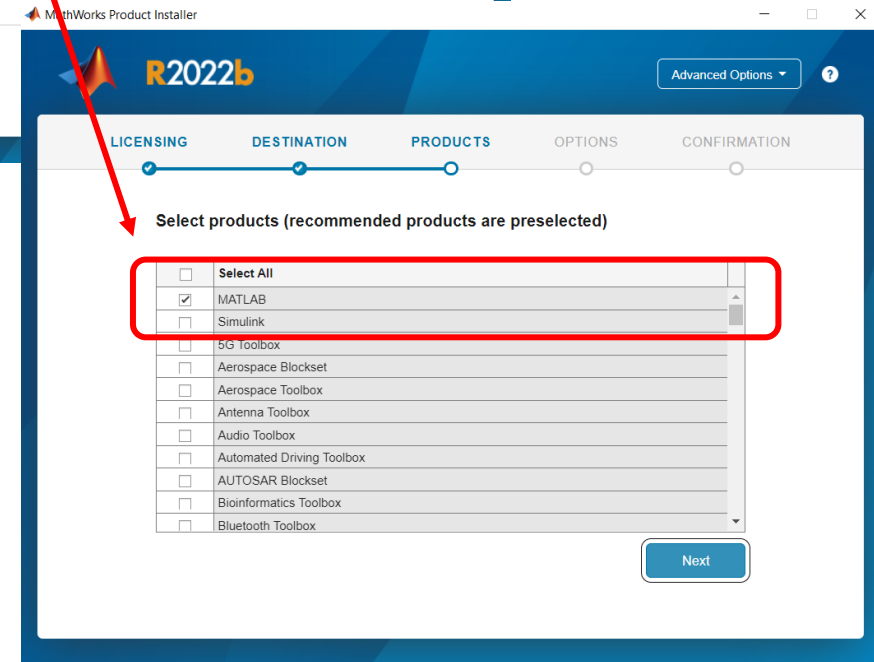 MathWorks Product Installer
R2022b
Advanced Options
?
LICENSING DESTINATION PRODUCTS OPTIONS CONFIRMATION
Select products (recommended products are preselected)
Select All
MATLAB
Simulink
5G Toolbox
Aerospace Blockset
Aerospace Toolbox
Antenna Toolbox
Audio Toolbox
Automated Driving Toolbox
AUTOSAR Blockset
Bioinformatics Toolbox
Bluetooth Toolbox
Next